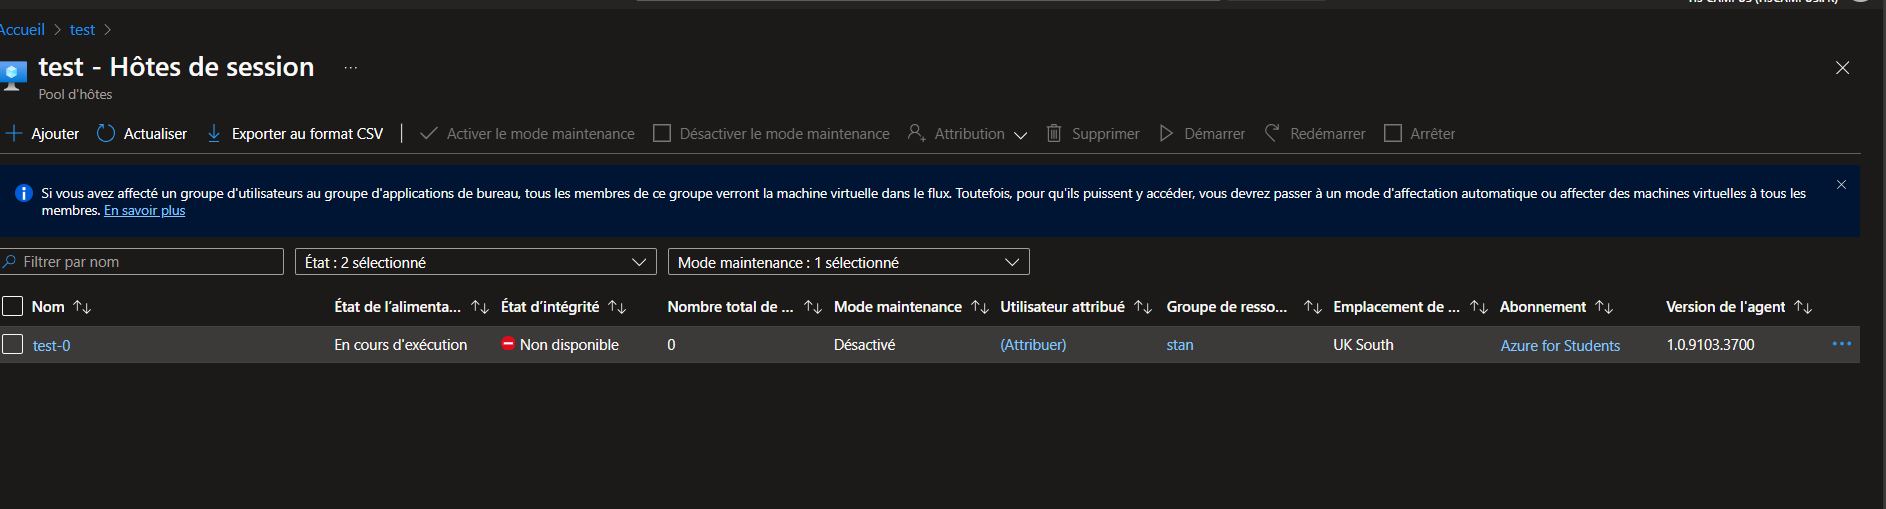 Accueil > test >
test - Hôtes de session ...
Pool d'hôtes
Ajouter Actualiser Exporter au format CSV Activer le mode maintenance Désactiver le mode maintenance Attribution Supprimer Démarrer Redémarrer Arrêter
Si vous avez affecté un groupe d'utilisateurs au groupe d'applications de bureau, tous les membres de ce groupe verront la machine virtuelle dans le flux. Toutefois, pour qu'ils puissent y accéder, vous devrez passer à un mode d'affectation automatique ou affecter des machines virtuelles à tous les
membres. En savoir plus
Filtrer par nom État : 2 sélectionné Mode maintenance : 1 sélectionné
Nom État de l'alimenta... État d'intégrité Nombre total de ... Mode maintenance Utilisateur attribué Groupe de resso... Emplacement de ... Abonnement Version de l'agent
test-0 En cours d'exécution Non disponible 0 Désactivé (Attribuer) stan UK South Azure for Students 1.0.9103.3700 ...